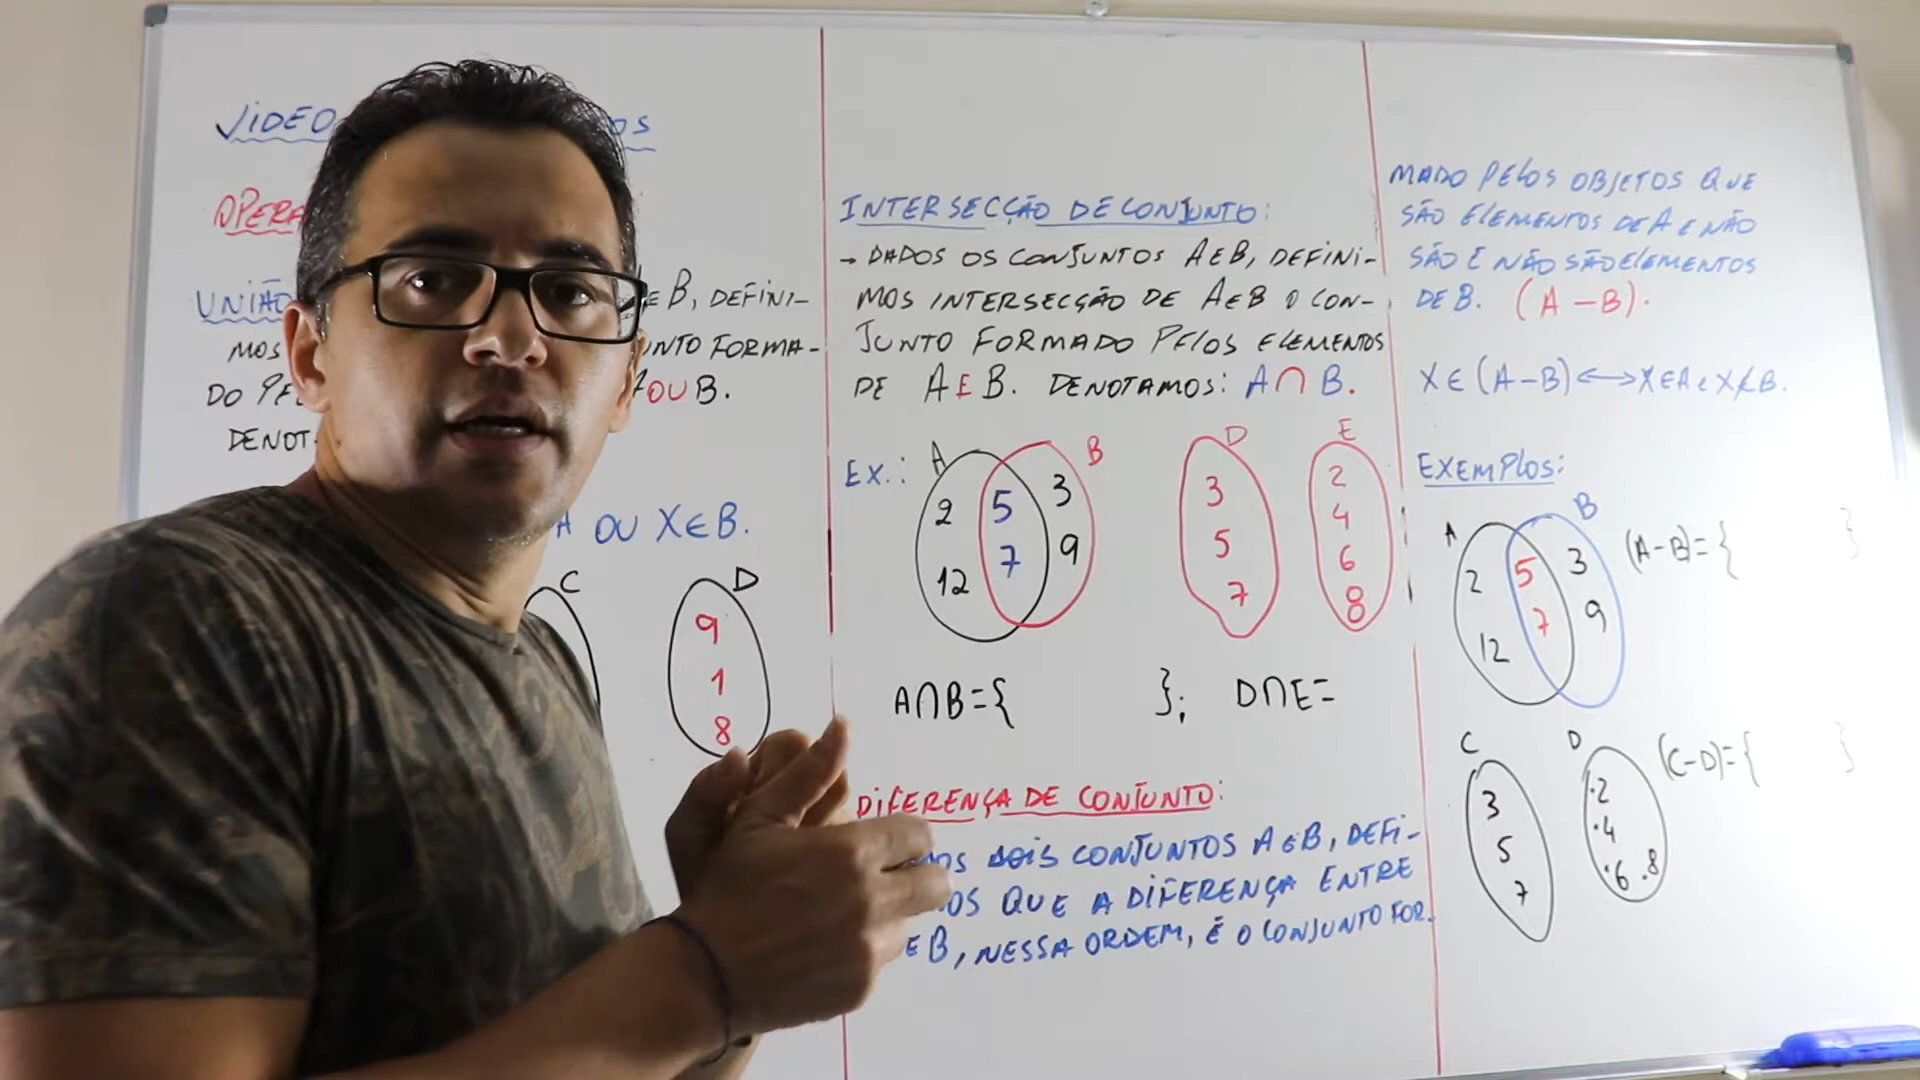 VIDEO OS
OPERA
UNIÃO E B, DEFINI-
MOS NTO FORMA-
DO PE A OU B.
DENOT
A OU X ∈ B.
C D
9
1
8
INTERSECÇÃO DE CONJUNTO:
→ DADOS OS CONJUNTOS A E B, DEFINI-
MOS INTERSECÇÃO DE A E B O CON-
JUNTO FORMADO PELOS ELEMENTOS
DE A E B. DENOTAMOS: A ∩ B.
EX.: A B D E
2 5 3 3 2
12 7 9 5 4
7 6
8
A∩B={ }; D∩E=
DIFERENÇA DE CONJUNTO:
OS DOIS CONJUNTOS A E B, DEFI-
OS QUE A DIFERENÇA ENTRE
E B, NESSA ORDEM, É O CONJUNTO FOR.
MADO PELOS OBJETOS QUE
SÃO ELEMENTOS DE A E NÃO
SÃO E NÃO SÃO ELEMENTOS
DE B. (A – B).
X ∈ (A – B) ⟷ X ∈ A e X ∉ B.
EXEMPLOS:
A B (A-B)={ }
2 5 3
12 7 9
C D (C-D)={ }
3 .2
5 .4
7 .6 .8